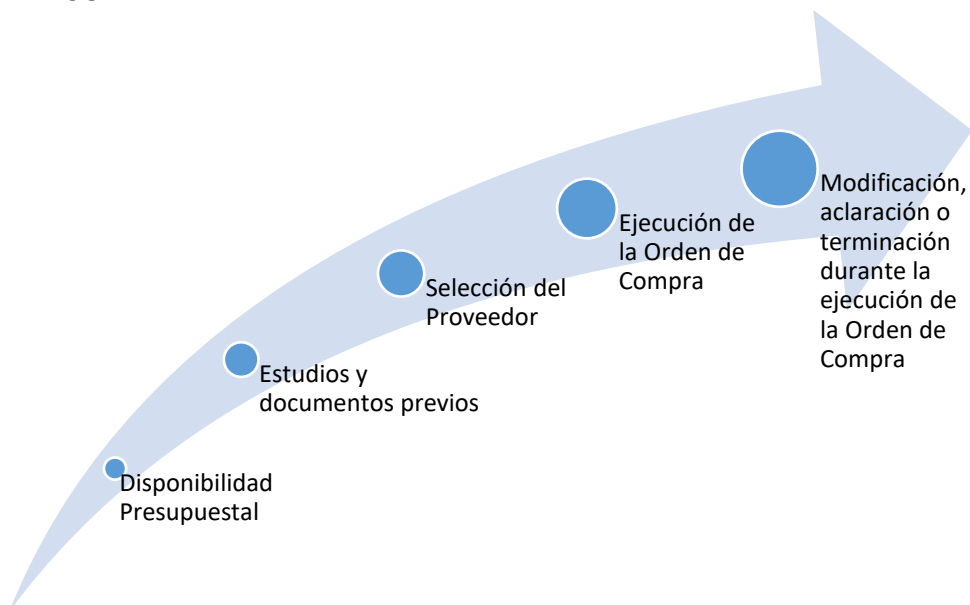 Modificación,
aclaración o
terminación
durante la
ejecución de
la Orden de
Compra
Ejecución de
la Orden de
Compra
Selección del
Proveedor
Estudios y
documentos previos
Disponibilidad
Presupuestal